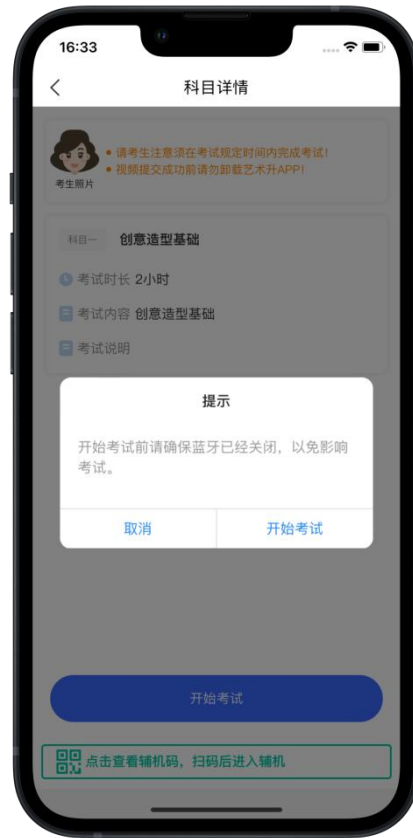 16:33
科目详情
• 请考生注意须在考试规定时间内完成考试!
• 视频提交成功前请勿卸载艺术升APP!
考生照片
科目一 创意造型基础
考试时长 2小时
考试内容 创意造型基础
考试说明
提示
开始考试前请确保蓝牙已经关闭，以免影响
考试。
取消 开始考试
开始考试
点击查看辅机码，扫码后进入辅机